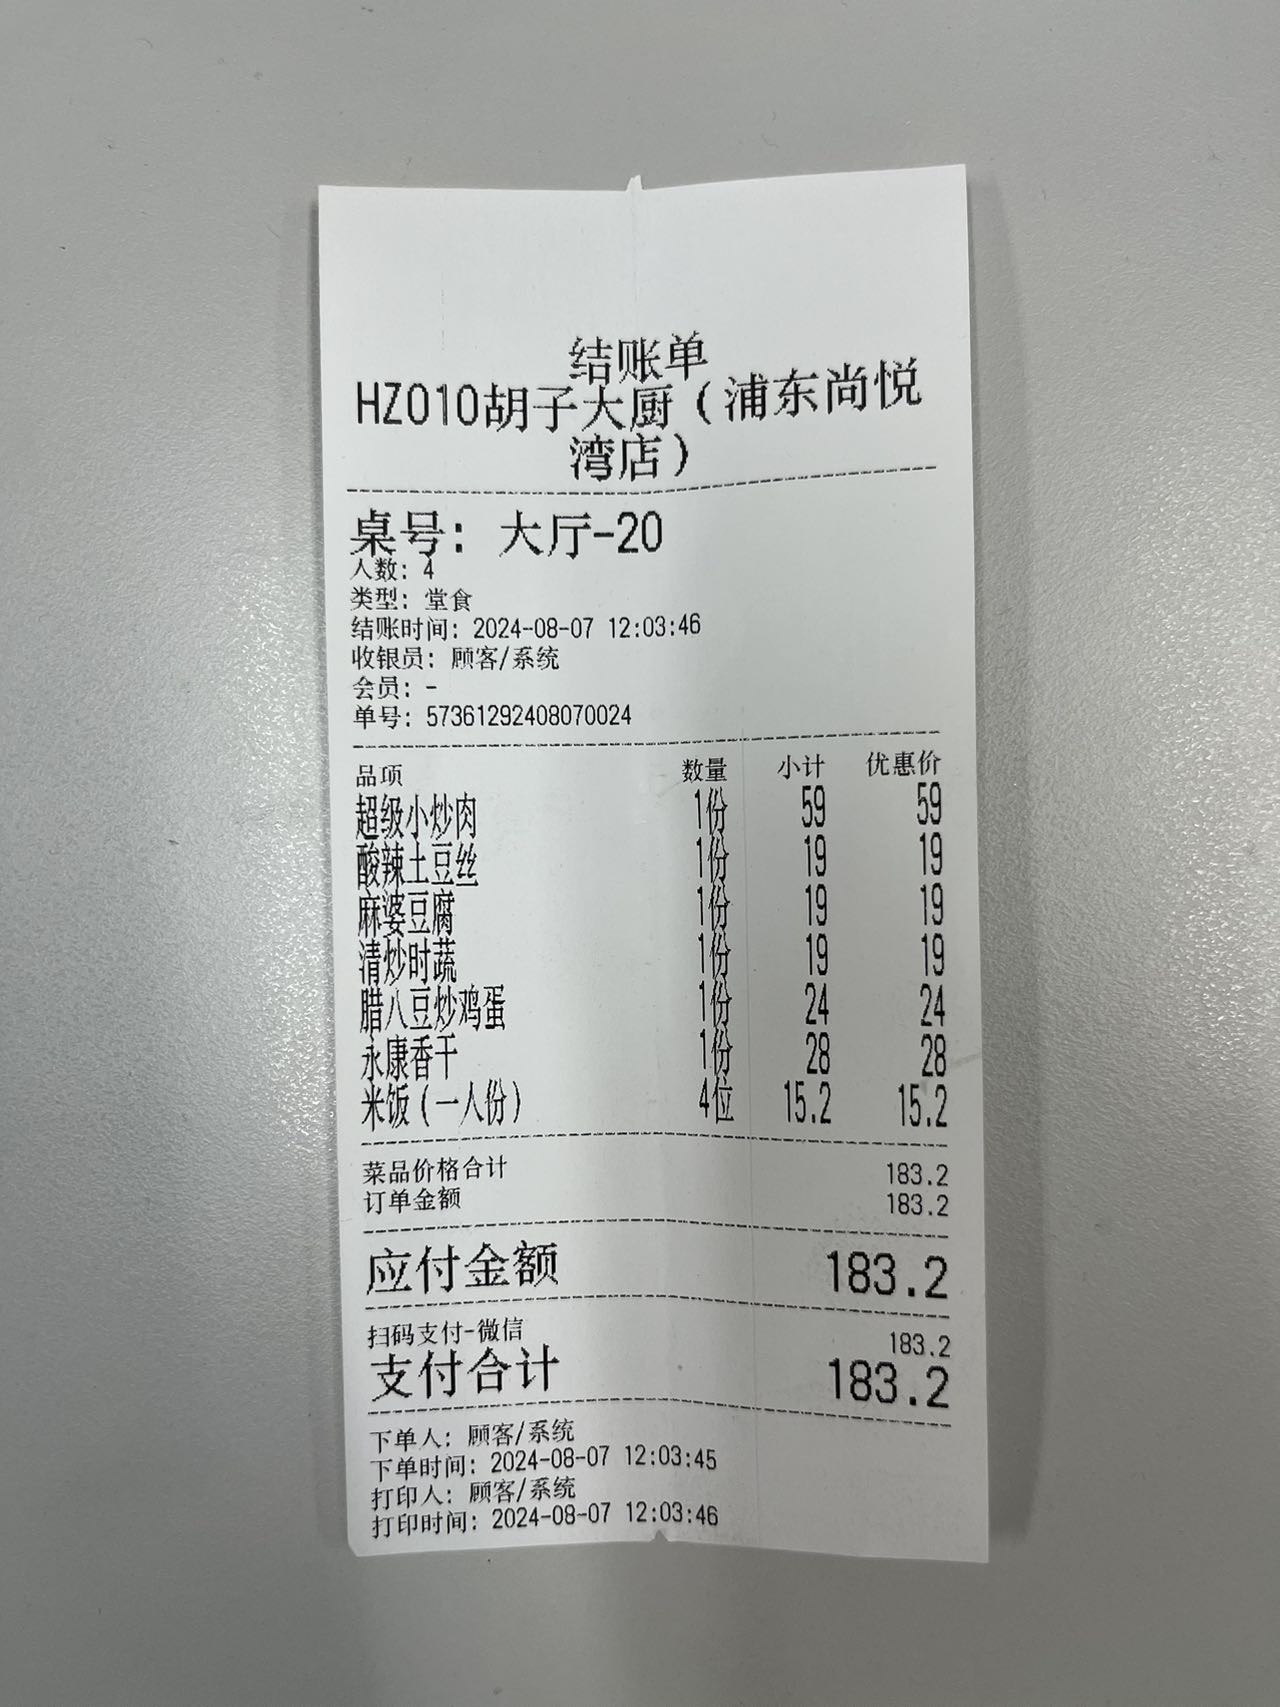 结账单
HZ010胡子大厨（浦东尚悦
湾店）
桌号： 大厅-20
人数：4
类型：堂食
结账时间：2024-08-07 12:03:46
收银员：顾客/系统
会员：-
单号：57361292408070024
品项 数量 小计 优惠价
超级小炒肉 1份 59 59
酸辣土豆丝 1份 19 19
麻婆豆腐 1份 19 19
清炒时蔬 1份 19 19
腊八豆炒鸡蛋 1份 24 24
永康香干 1份 28 28
米饭（一人份） 4位 15.2 15.2
菜品价格合计 183.2
订单金额 183.2
应付金额 183.2
扫码支付-微信 183.2
支付合计 183.2
下单人：顾客/系统
下单时间：2024-08-07 12:03:45
打印人：顾客/系统
打印时间：2024-08-07 12:03:46